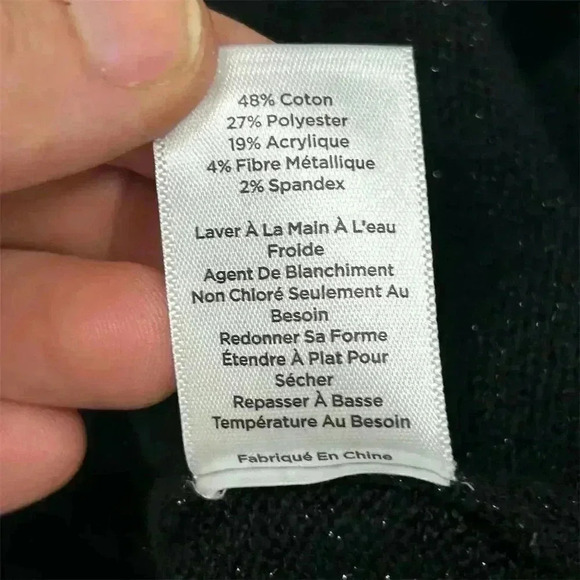 48% Coton
27% Polyester
19% Acrylique
4% Fibre Métallique
2% Spandex
Laver À La Main À L'eau
Froide
Agent De Blanchiment
Non Chloré Seulement Au
Besoin
Redonner Sa Forme
Étendre À Plat Pour
Sécher
Repasser À Basse
Température Au Besoin
Fabriqué En Chine